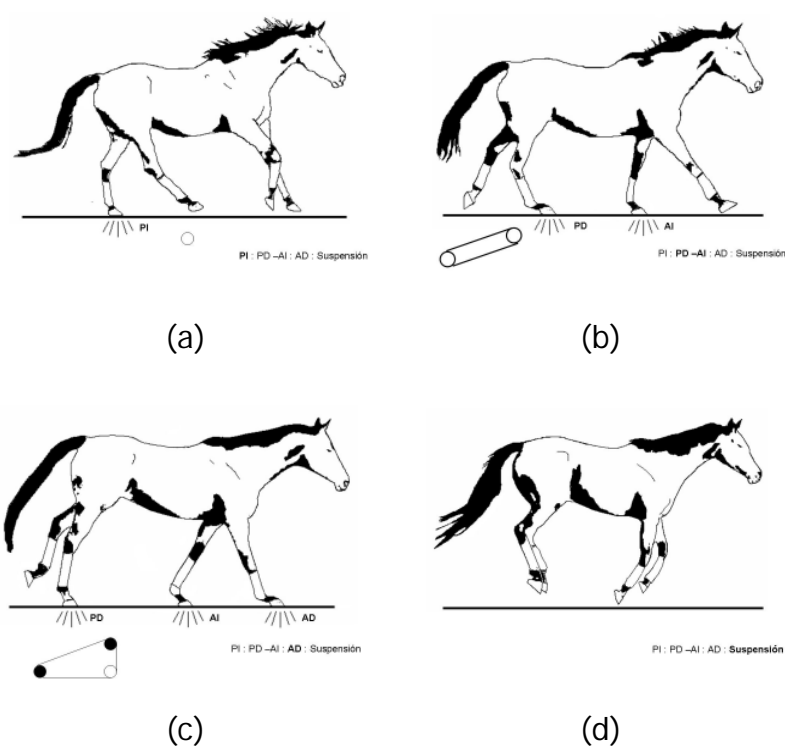 PI
PI : PD –AI : AD : Suspensión
(a)
PD AI
PI : PD –AI : AD : Suspensión
(b)
PD AI AD
PI : PD –AI : AD : Suspensión
(c)
PI : PD –AI : AD : Suspensión
(d)